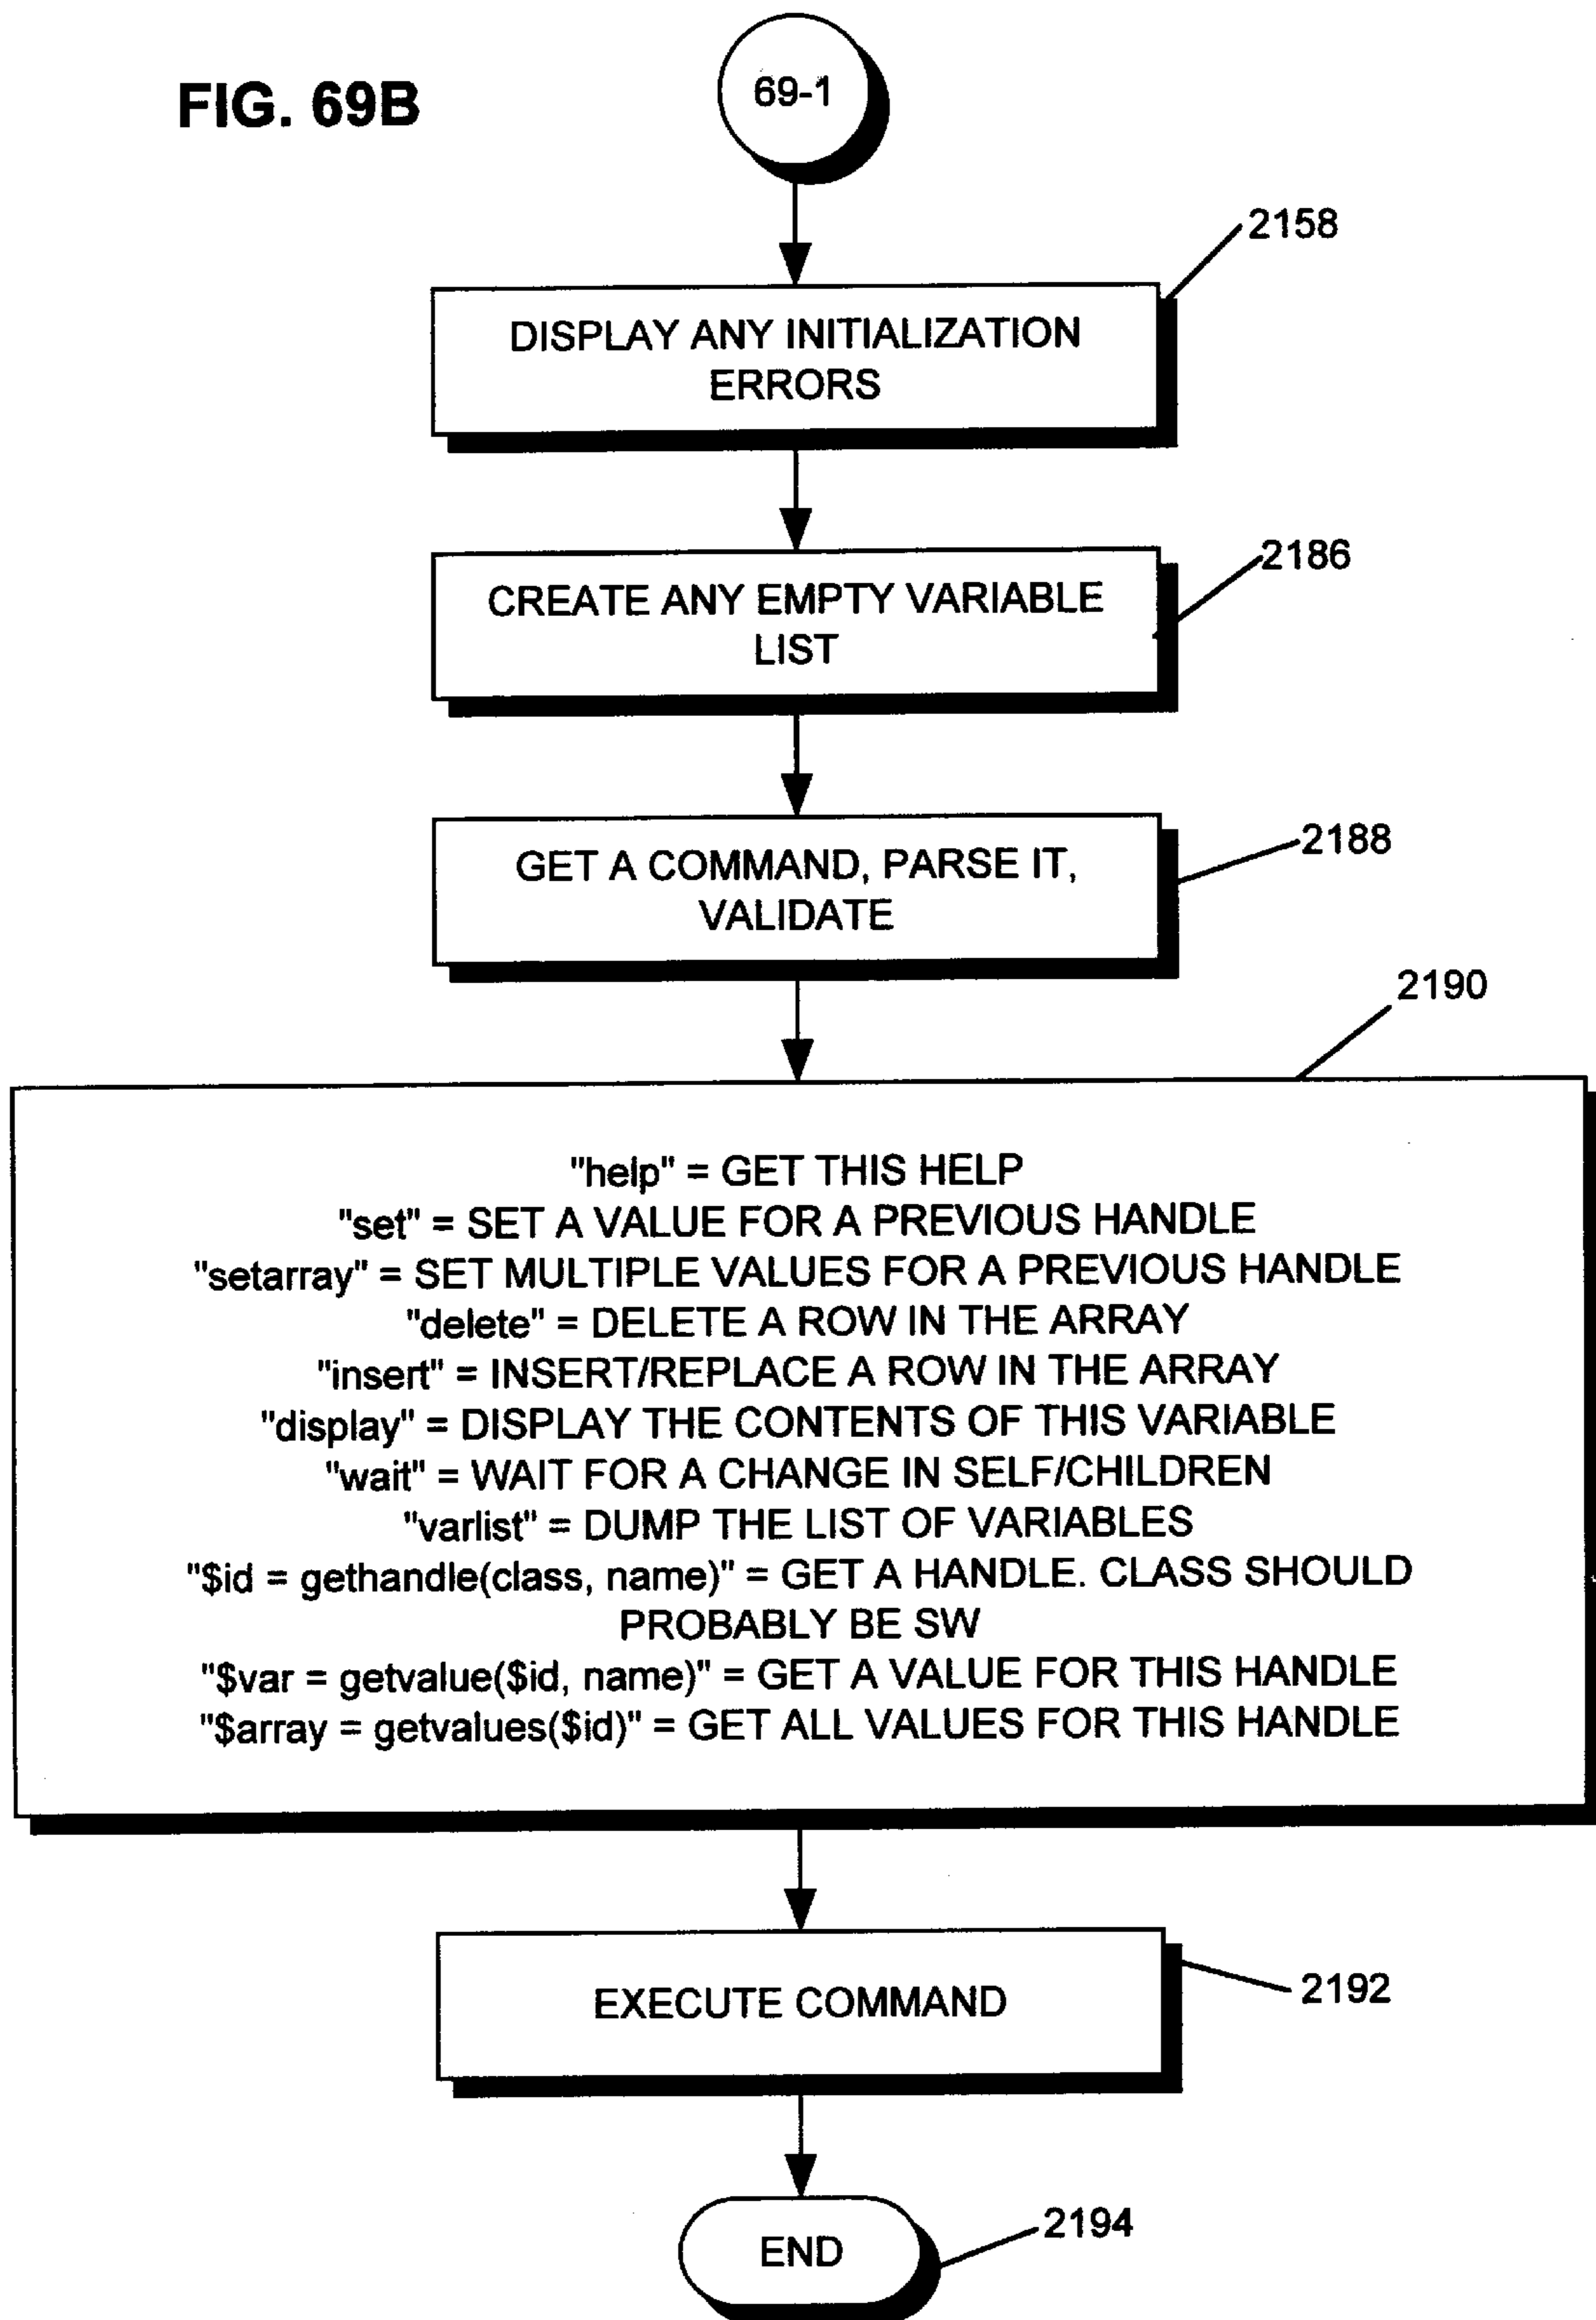 FIG. 69B
69-1
2158
DISPLAY ANY INITIALIZATION
ERRORS
2186
CREATE ANY EMPTY VARIABLE
LIST
2188
GET A COMMAND, PARSE IT,
VALIDATE
2190
"help" = GET THIS HELP
"set" = SET A VALUE FOR A PREVIOUS HANDLE
"setarray" = SET MULTIPLE VALUES FOR A PREVIOUS HANDLE
"delete" = DELETE A ROW IN THE ARRAY
"insert" = INSERT/REPLACE A ROW IN THE ARRAY
"display" = DISPLAY THE CONTENTS OF THIS VARIABLE
"wait" = WAIT FOR A CHANGE IN SELF/CHILDREN
"varlist" = DUMP THE LIST OF VARIABLES
"$id = gethandle(class, name)" = GET A HANDLE. CLASS SHOULD
PROBABLY BE SW
"$var = getvalue($id, name)" = GET A VALUE FOR THIS HANDLE
"$array = getvalues($id)" = GET ALL VALUES FOR THIS HANDLE
EXECUTE COMMAND
2192
END
2194